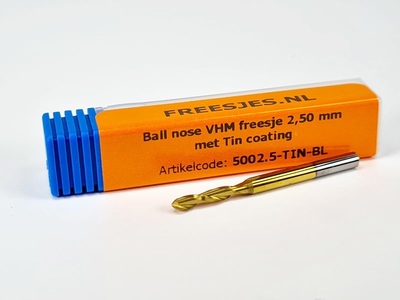 FREESJES.NL
Ball nose VHM freesje 2,50 mm
met Tin coating
Artikelcode: 5002.5-TIN-BL